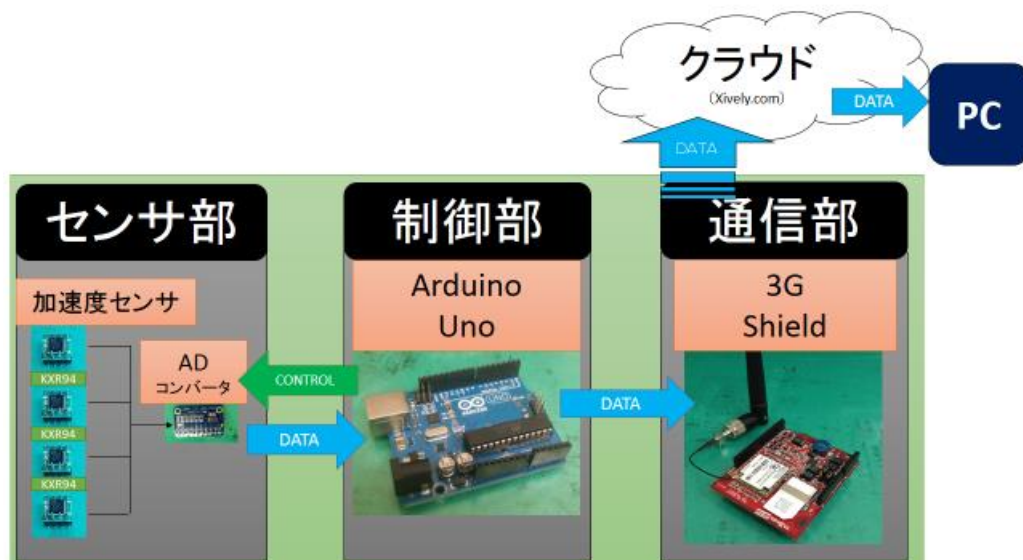 クラウド
(Xively.com)
DATA
PC
DATA
センサ部
制御部
通信部
加速度センサ
Arduino
Uno
3G
Shield
AD
コンバータ
KXR94
KXR94
KXR94
CONTROL
DATA
DATA
UNO